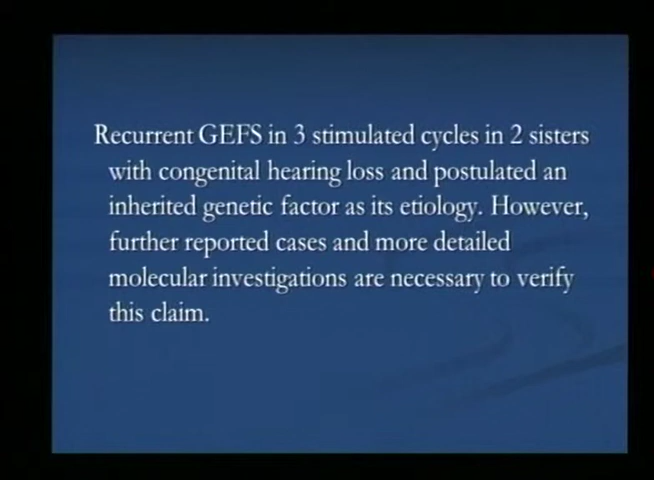 Recurrent GEFS in 3 stimulated cycles in 2 sisters
with congenital hearing loss and postulated an
inherited genetic factor as its etiology. However,
further reported cases and more detailed
molecular investigations are necessary to verify
this claim.